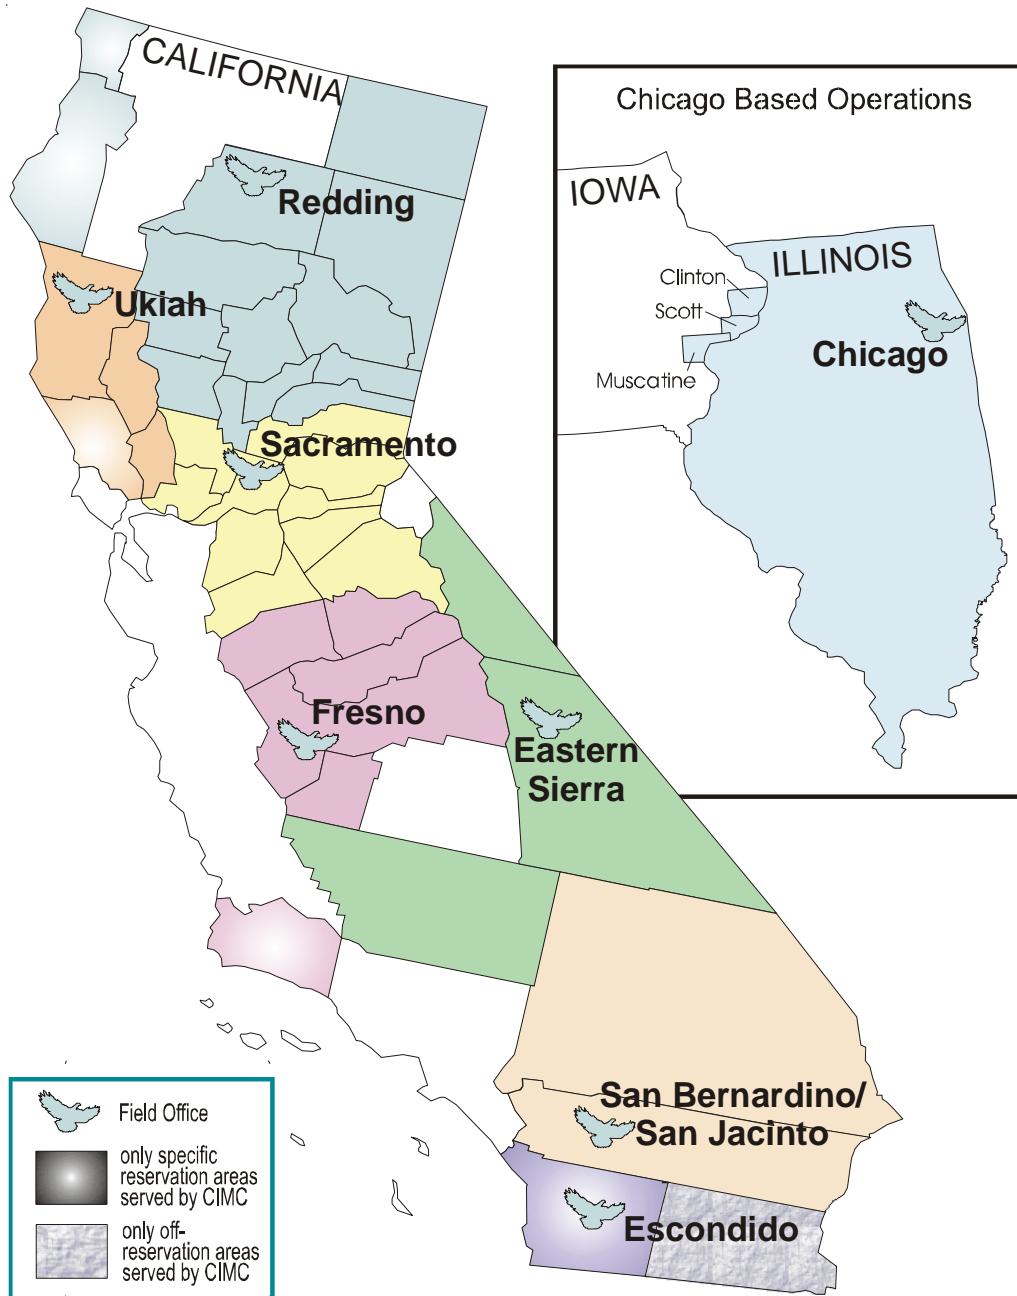 CALIFORNIA
Chicago Based Operations
IOWA
ILLINOIS
Clinton
Scott
Muscatine
Chicago
Redding
Ukiah
Sacramento
Fresno
Eastern
Sierra
San Bernardino/
San Jacinto
Escondido
Field Office
only specific
reservation areas
served by CIMC
only off-
reservation areas
served by CIMC